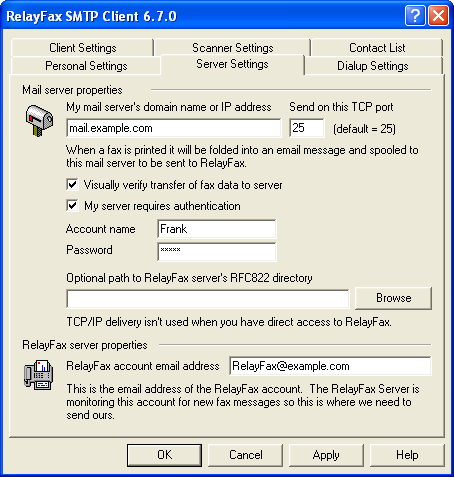 RelayFax SMTP Client 6.7.0
Client Settings Scanner Settings Contact List
Personal Settings Server Settings Dialup Settings
Mail server properties
My mail server's domain name or IP address Send on this TCP port
mail.example.com 25 (default = 25)
When a fax is printed it will be folded into an email message and spooled to
this mail server to be sent to RelayFax.
Visually verify transfer of fax data to server
My server requires authentication
Account name Frank
Password xxxxx
Optional path to RelayFax server's RFC822 directory
Browse
TCP/IP delivery isn't used when you have direct access to RelayFax.
RelayFax server properties
RelayFax account email address RelayFax@example.com
This is the email address of the RelayFax account. The RelayFax Server is
monitoring this account for new fax messages so this is where we need to
send ours.
OK Cancel Apply Help